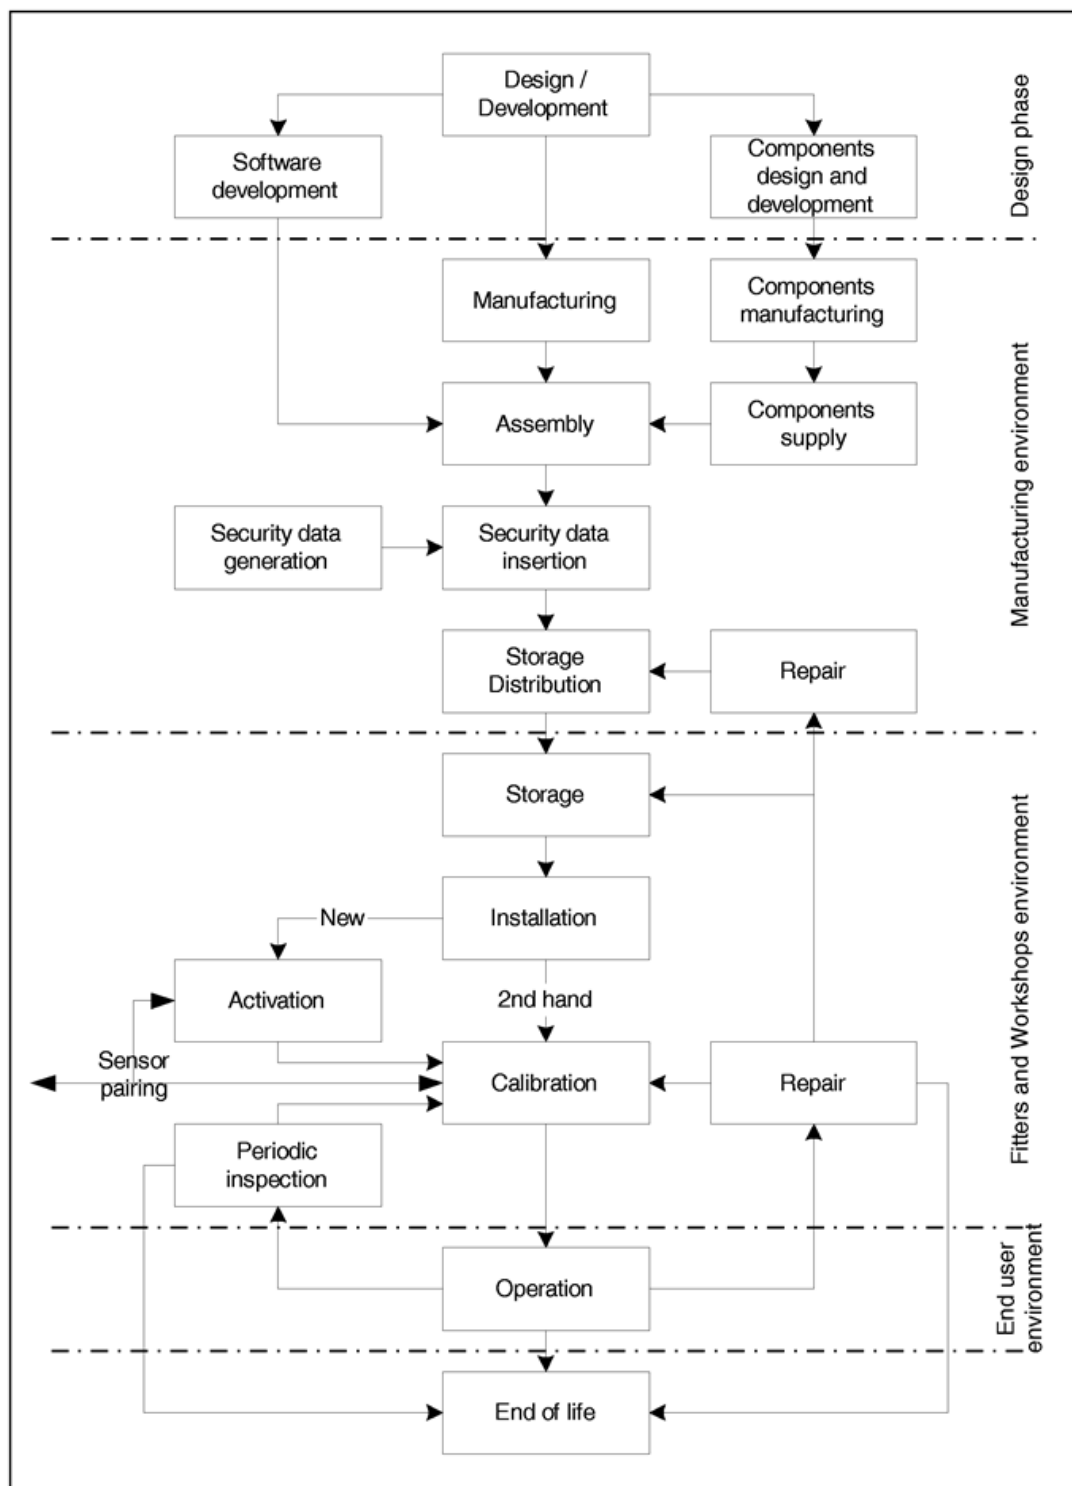 Design /
Development
Software
development
Components
design and
development
Design phase
Manufacturing
Components
manufacturing
Assembly
Components
supply
Manufacturing environment
Security data
generation
Security data
insertion
Storage
Distribution
Repair
Storage
New
Installation
Fitters and Workshops environment
Activation
2nd hand
Sensor
pairing
Calibration
Repair
Periodic
inspection
Operation
End user
environment
End of life